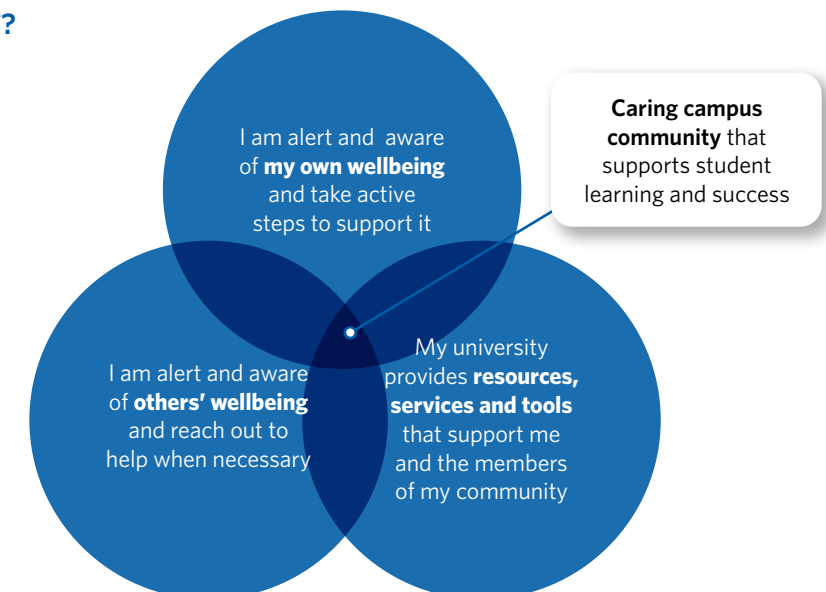 ?
I am alert and aware
of my own wellbeing
and take active
steps to support it
Caring campus
community that
supports student
learning and success
I am alert and aware
of others' wellbeing
and reach out to
help when necessary
My university
provides resources,
services and tools
that support me
and the members
of my community